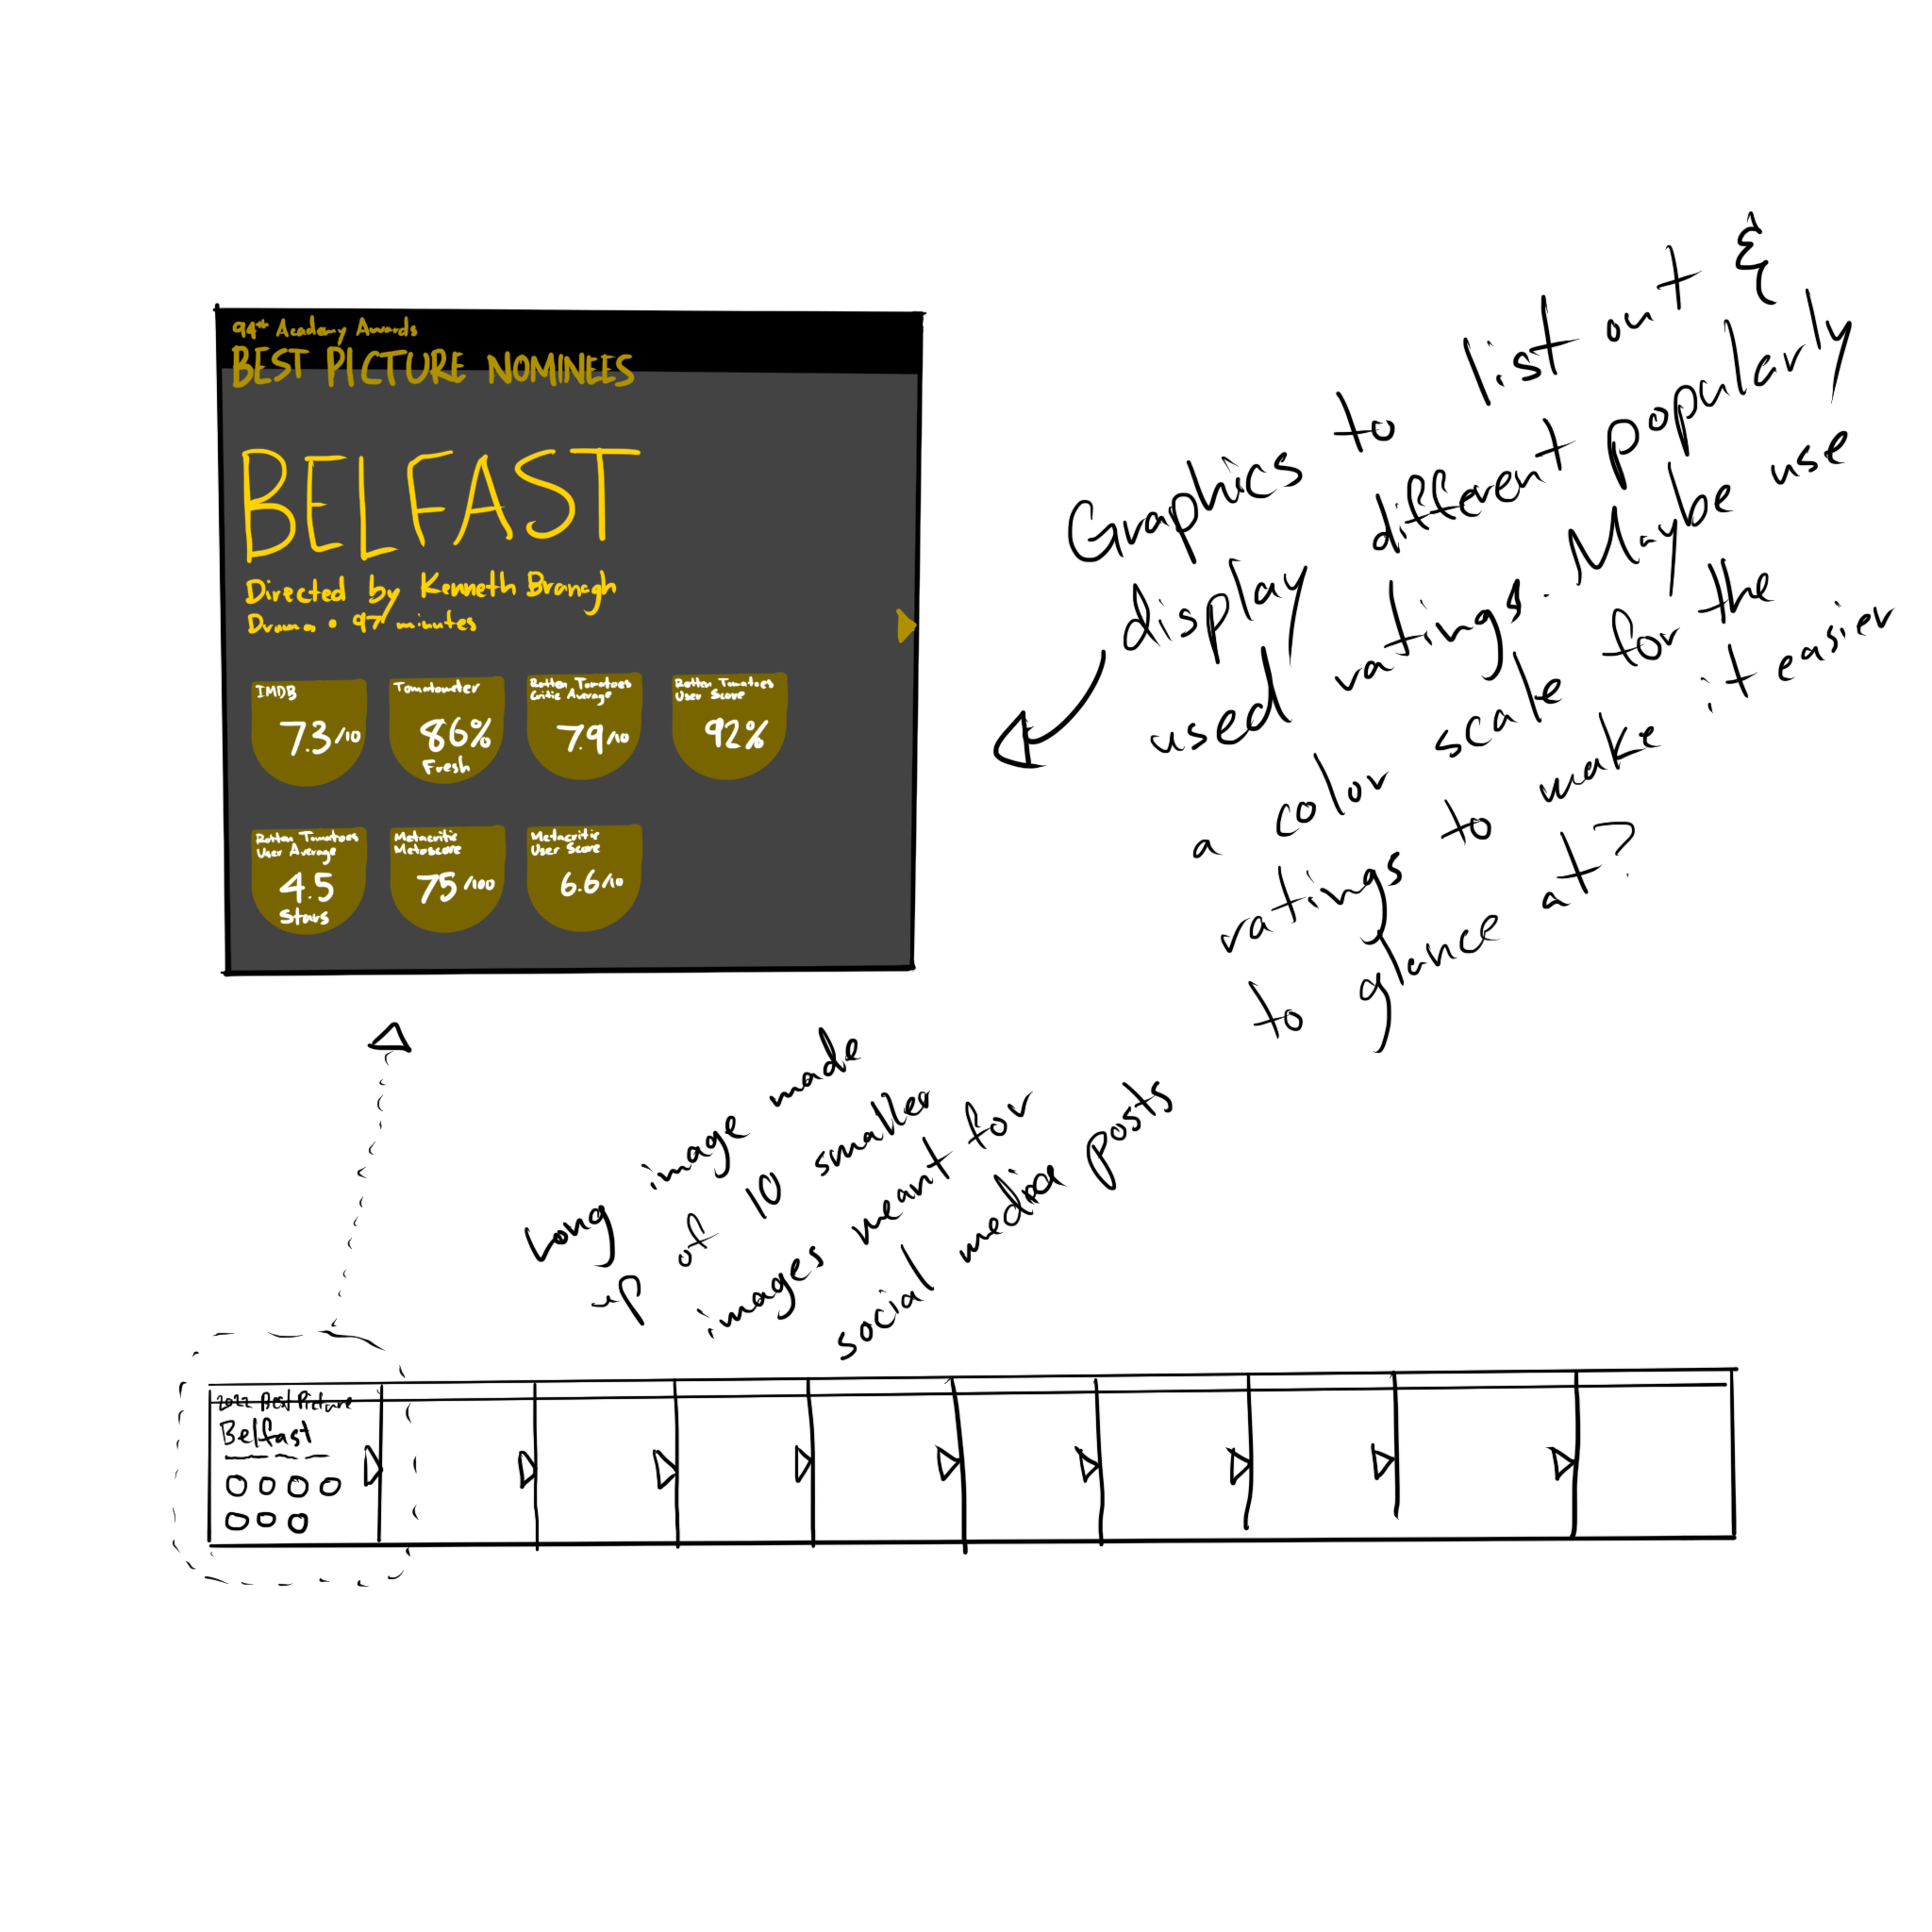 94th Academy Awards
BEST PICTURE NOMINEES
BELFAST
Directed by Kenneth Branagh
Drama • 97 minutes
IMDB
7.3/10
Tomatometer
86%
Fresh
Rotten Tomatoes
Critic Average
7.9/10
Rotten Tomatoes
User Score
92%
Rotten Tomatoes
User Average
4.5
Stars
Metacritic
Metascore
75/100
Metacritic
User Score
6.6/10
Graphics to list out &
display different popularly
used ratings. Maybe use
a color scale for the
ratings to make it easier
to glance at?
Long image made
up of 10 smaller
images meant for
social media posts
2022 Best Picture
Belfast